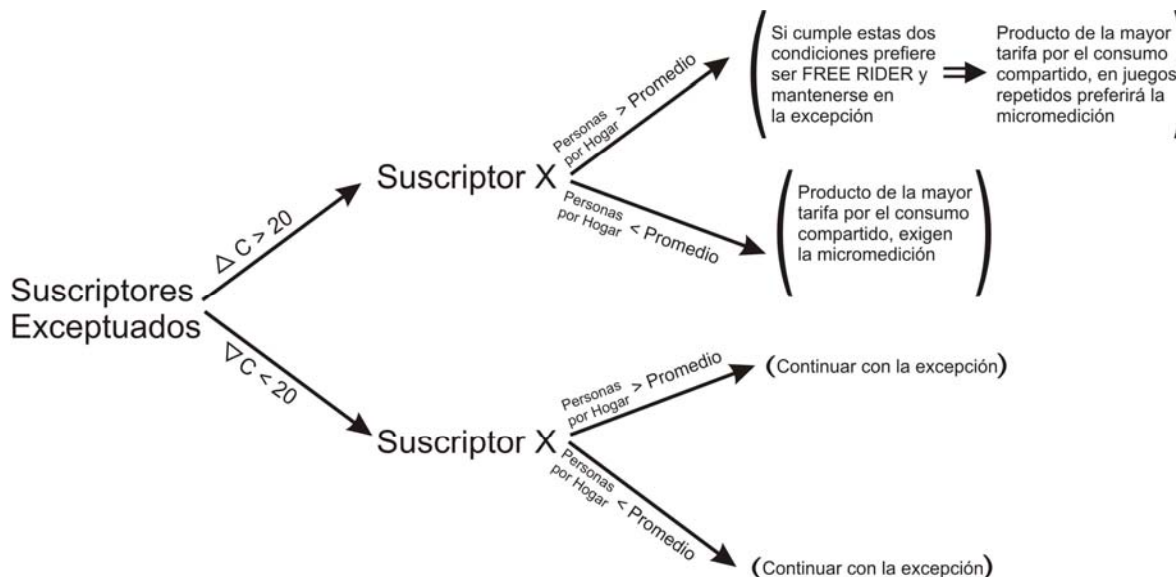 Suscriptores
Exceptuados
△ C > 20
▽ C < 20
Suscriptor X
Personas
por Hogar > Promedio
Si cumple estas dos
condiciones prefiere
ser FREE RIDER y
mantenerse en
la excepción
Producto de la mayor
tarifa por el consumo
compartido, en juegos
repetidos preferirá la
micromedición
Personas
por Hogar < Promedio
Producto de la mayor
tarifa por el consumo
compartido, exigen
la micromedición
Suscriptor X
Personas
por Hogar > Promedio
(Continuar con la excepción)
Personas
por Hogar < Promedio
(Continuar con la excepción)